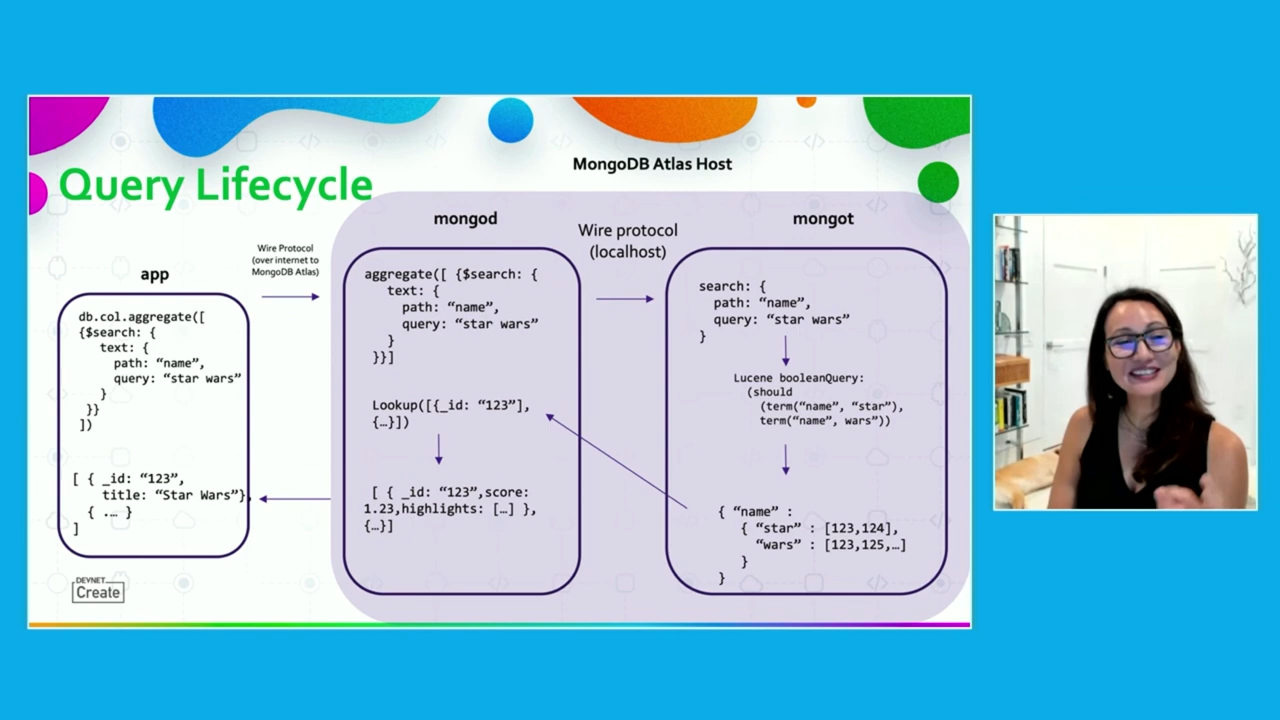 MongoDB Atlas Host
Query Lifecycle
mongod
mongot
Wire protocol
(localhost)
Wire Protocol
(over internet to
MongoDB Atlas)
app
db.col.aggregate([
{$search: {
text: {
path: “name”,
query: “star wars”
}
}}
])
[ { _id: “123”,
title: “Star Wars”},
{ ... }
]
aggregate([ {$search: {
text: {
path: “name”,
query: “star wars”
}
}}]
Lookup([{_id: “123”],
{…}])
[ { _id: “123”,score:
1.23,highlights: […] },
{…}]
search: {
path: “name”,
query: “star wars”
}
Lucene booleanQuery:
(should
(term(“name”, “star”),
term(“name”, wars”))
{ “name” :
{ “star” : [123,124],
“wars” : [123,125,…]
}
}
DEVNET
Create